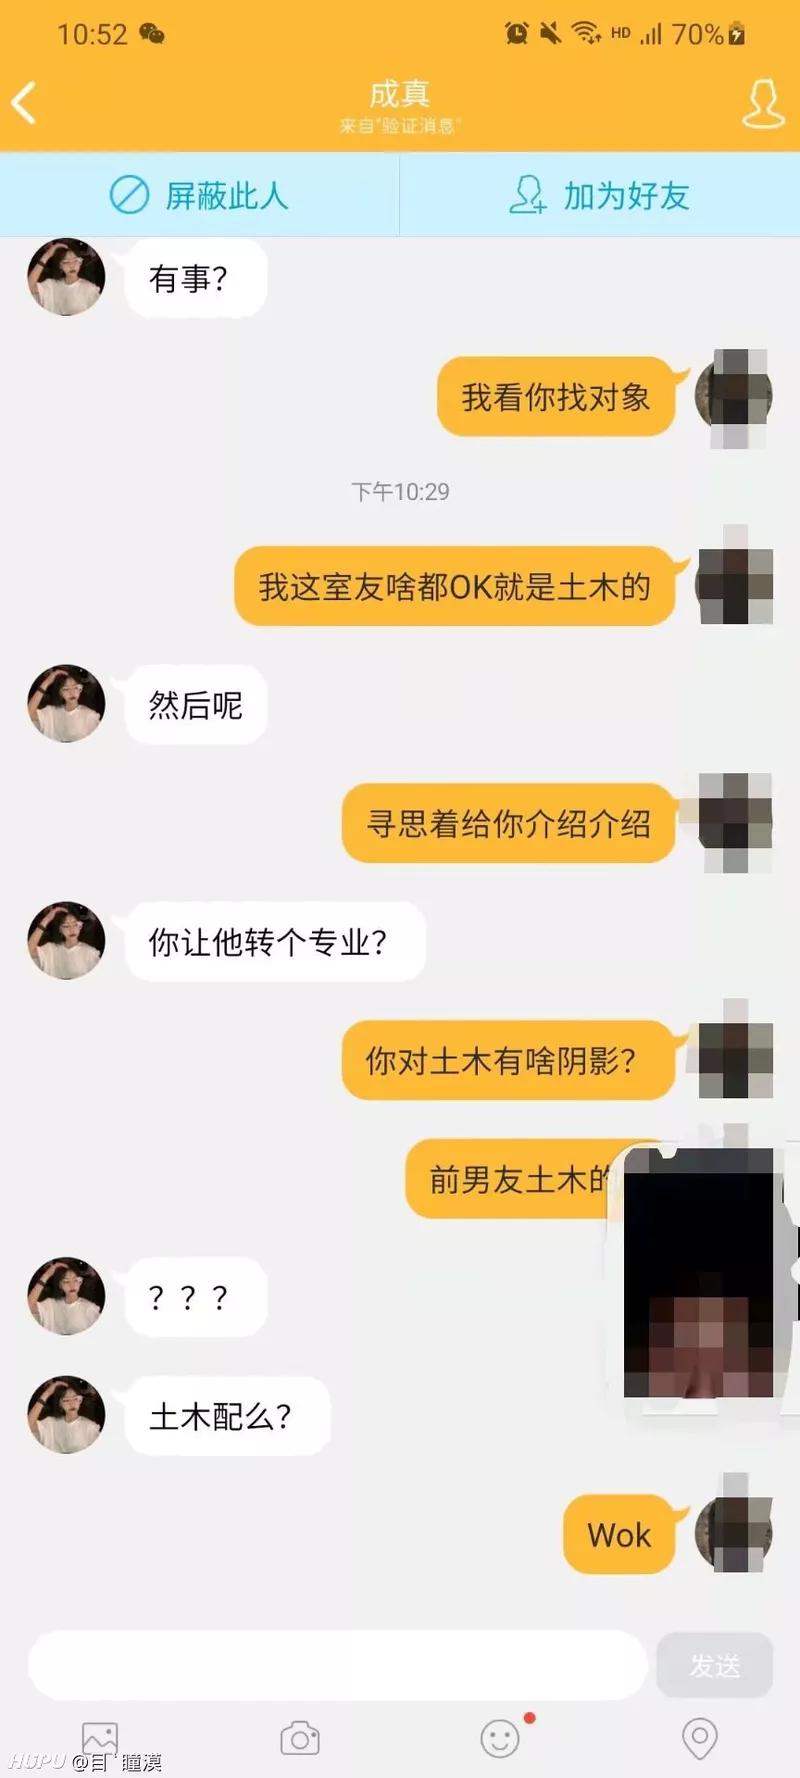 10:52
HD 70%
成真
来自"验证消息"
屏蔽此人
加为好友
有事？
我看你找对象
下午10:29
我这室友啥都OK就是土木的
然后呢
寻思着给你介绍介绍
你让他转个专业？
你对土木有啥阴影？
前男友土木的
？？？
土木配么？
Wok
发送
HUPU @目 瞳漠